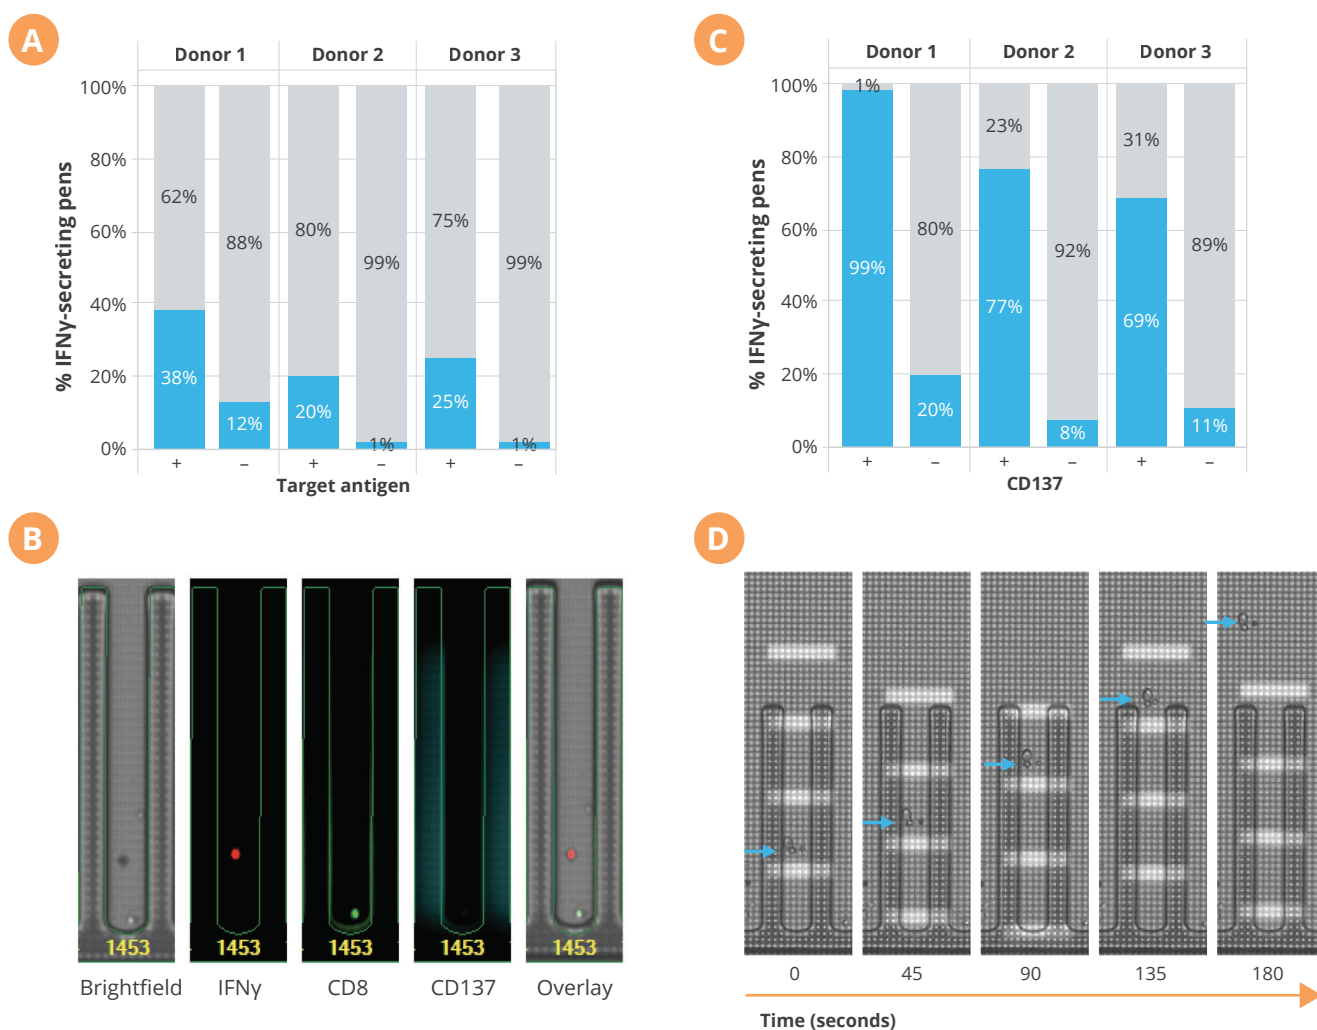 A
Donor 1 Donor 2 Donor 3
% IFNγ-secreting pens
100%
80%
60%
40%
20%
0%
62% 38%
88% 12%
80% 20%
99% 1%
75% 25%
99% 1%
+ – + – + –
Target antigen
C
Donor 1 Donor 2 Donor 3
% IFNγ-secreting pens
100%
80%
60%
40%
20%
0%
1% 99%
80% 20%
23% 77%
92% 8%
31% 69%
89% 11%
+ – + – + –
CD137
B
1453 1453 1453 1453 1453
Brightfield IFNγ CD8 CD137 Overlay
D
0 45 90 135 180
Time (seconds)